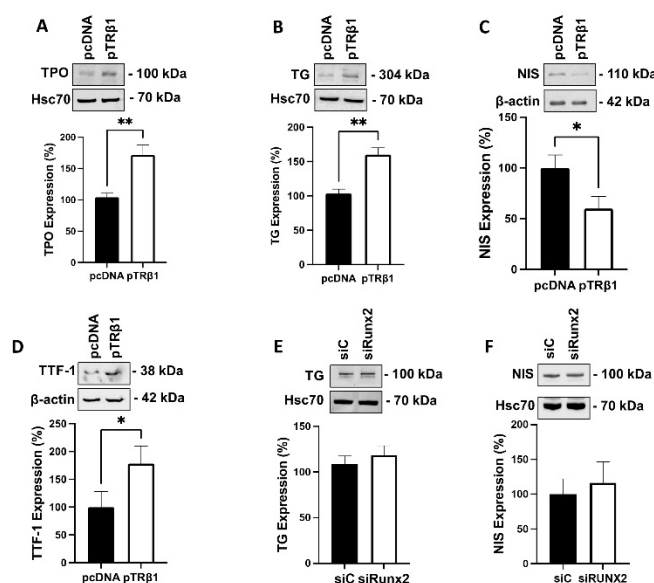 A
pcDNA
pTRβ1
TPO - 100 kDa
Hsc70 - 70 kDa
**
TPO Expression (%)
200
150
100
50
0
pcDNA pTRβ1
B
pcDNA
pTRβ1
TG - 304 kDa
Hsc70 - 70 kDa
**
TG Expression (%)
200
150
100
50
0
pcDNA pTRβ1
C
pcDNA
pTRβ1
NIS - 110 kDa
β-actin - 42 kDa
*
NIS Expression (%)
150
100
50
0
pcDNA pTRβ1
D
pcDNA
pTRβ1
TTF-1 - 38 kDa
β-actin - 42 kDa
*
TTF-1 Expression (%)
250
200
150
100
50
0
pcDNA pTRβ1
E
siC
siRunx2
TG - 100 kDa
Hsc70 - 70 kDa
TG Expression (%)
200
150
100
50
0
siC siRunx2
F
siC
siRunx2
NIS - 100 kDa
Hsc70 - 70 kDa
NIS Expression (%)
200
150
100
50
0
siC siRUNX2